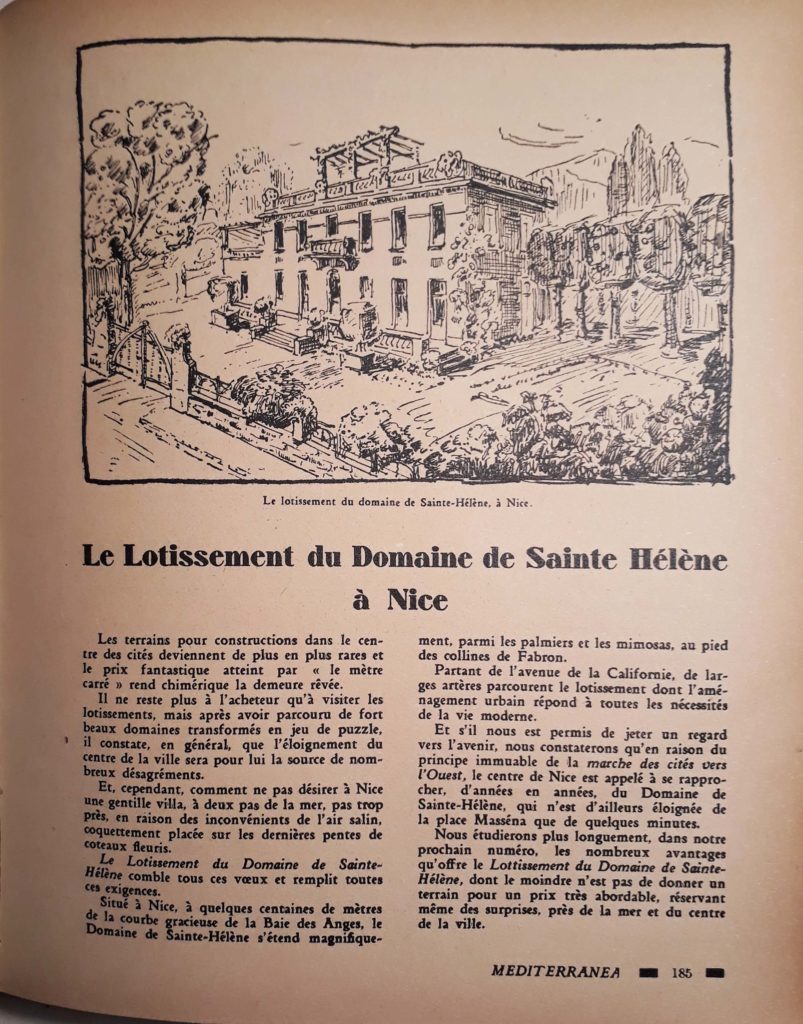 Le lotissement du domaine de Sainte-Hélène, à Nice.
Le Lotissement du Domaine de Sainte Hélène
à Nice
Les terrains pour constructions dans le cen-
tre des cités deviennent de plus en plus rares et
le prix fantastique atteint par « le mètre
carré » rend chimérique la demeure rêvée.
Il ne reste plus à l'acheteur qu'à visiter les
lotissements, mais après avoir parcouru de fort
beaux domaines transformés en jeu de puzzle,
il constate, en général, que l'éloignement du
centre de la ville sera pour lui la source de nom-
breux désagréments.
Et, cependant, comment ne pas désirer à Nice
une gentille villa, à deux pas de la mer, pas trop
près, en raison des inconvénients de l'air salin,
coquettement placée sur les dernières pentes de
coteaux fleuris.
Le Lotissement du Domaine de Sainte-
Hélène comble tous ces vœux et remplit toutes
ces exigences.
Situé à Nice, à quelques centaines de mètres
de la courbe gracieuse de la Baie des Anges, le
Domaine de Sainte-Hélène s'étend magnifique-
ment, parmi les palmiers et les mimosas, au pied
des collines de Fabron.
Partant de l'avenue de la Californie, de lar-
ges artères parcourent le lotissement dont l'amé-
nagement urbain répond à toutes les nécessités
de la vie moderne.
Et s'il nous est permis de jeter un regard
vers l'avenir, nous constaterons qu'en raison du
principe immuable de la marche des cités vers
l'Ouest, le centre de Nice est appelé à se rappro-
cher, d'années en années, du Domaine de
Sainte-Hélène, qui n'est d'ailleurs éloignée de
la place Masséna que de quelques minutes.
Nous étudierons plus longuement, dans notre
prochain numéro, les nombreux avantages
qu'offre le Lottissement du Domaine de Sainte-
Hélène, dont le moindre n'est pas de donner un
terrain pour un prix très abordable, réservant
même des surprises, près de la mer et du centre
de la ville.
MEDITERRANEA 185